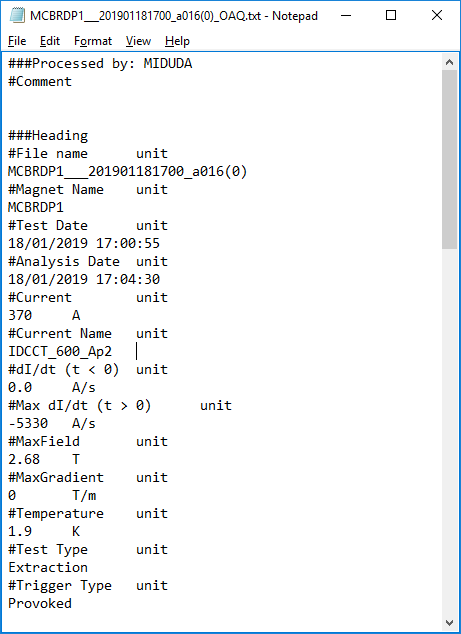 MCBRDP1___201901181700_a016(0)_OAQ.txt - Notepad
File Edit Format View Help
###Processed by: MIDUDA
#Comment
###Heading
#File name unit
MCBRDP1___201901181700_a016(0)
#Magnet Name unit
MCBRDP1
#Test Date unit
18/01/2019 17:00:55
#Analysis Date unit
18/01/2019 17:04:30
#Current unit
370 A
#Current Name unit
IDCCT_600_Ap2
#dI/dt (t < 0) unit
0.0 A/s
#Max dI/dt (t > 0) unit
-5330 A/s
#MaxField unit
2.68 T
#MaxGradient unit
0 T/m
#Temperature unit
1.9 K
#Test Type unit
Extraction
#Trigger Type unit
Provoked